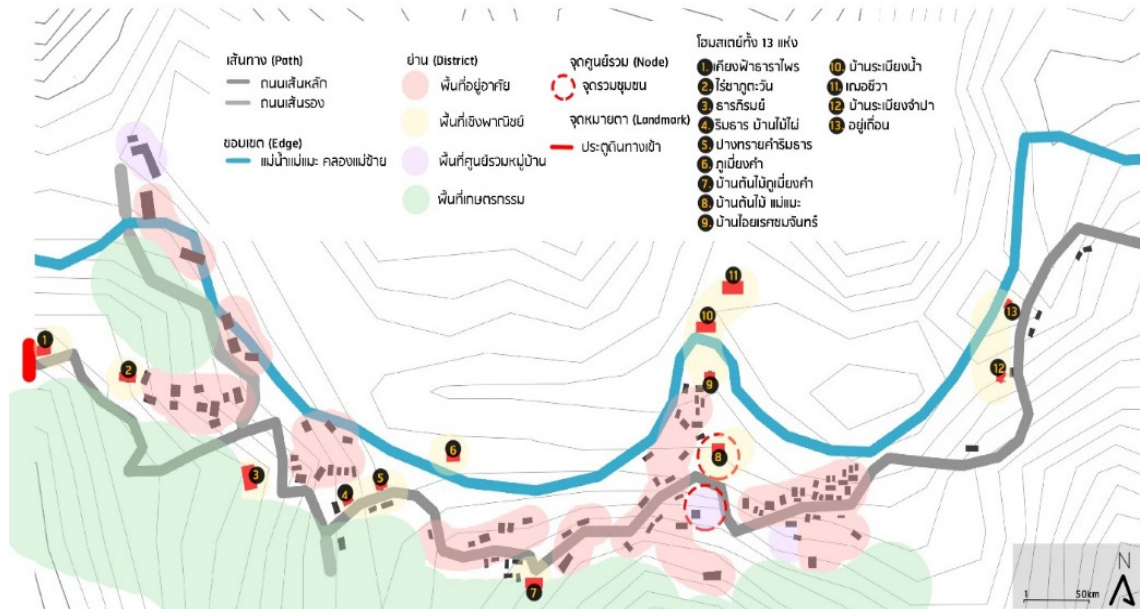 เส้นทาง (Path)
ถนนเส้นหลัก
ถนนเส้นรอง
ขอบเขต (Edge)
แม่น้ำแม่แมะ คลองแม่ซ้าย
ย่าน (District)
พื้นที่อยู่อาศัย
พื้นที่เชิงพาณิชย์
พื้นที่ศูนย์รวมหมู่บ้าน
พื้นที่เกษตรกรรม
จุดศูนย์รวม (Node)
จุดรวมชุมชน
จุดหมายตา (Landmark)
ประตูดินทางเข้า
โฮมสเตย์ทั้ง 13 แห่ง
1. เคียงฟ้าธาราไพร
2. ไร่ชาภูตะวัน
3. ธารภิรมย์
4. ริมธาร บ้านไม้ไผ่
5. ปางทรายคำริมธาร
6. ภูเมี่ยงคำ
7. บ้านต้นไม้ภูเมี่ยงคำ
8. บ้านต้นไม้ แม่แมะ
9. บ้านไอยเรศชมจันทร์
10. บ้านระเบียงน้ำ
11. เฌอชีวา
12. บ้านระเบียงจำปา
13. อยู่เถื่อน
1
2
3
4
5
6
7
8
9
10
11
12
13
N
1 50km